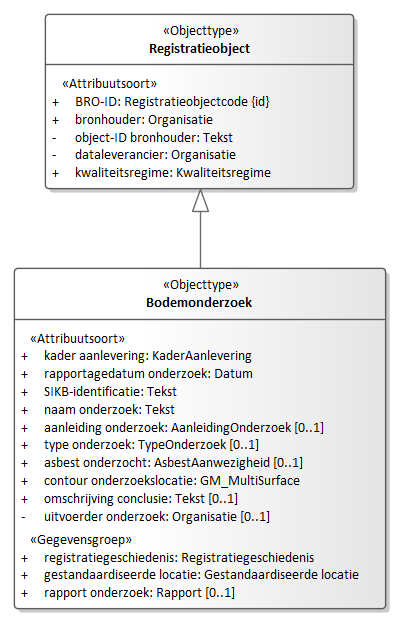 «Objecttype»
Registratieobject
«Attribuutsoort»
+ BRO-ID: Registratieobjectcode {id}
+ bronhouder: Organisatie
- object-ID bronhouder: Tekst
- dataleverancier: Organisatie
+ kwaliteitsregime: Kwaliteitsregime
«Objecttype»
Bodemonderzoek
«Attribuutsoort»
+ kader aanlevering: KaderAanlevering
+ rapportagedatum onderzoek: Datum
+ SIKB-identificatie: Tekst
+ naam onderzoek: Tekst
+ aanleiding onderzoek: AanleidingOnderzoek [0..1]
+ type onderzoek: TypeOnderzoek [0..1]
+ asbest onderzocht: AsbestAanwezigheid [0..1]
+ contour onderzoekslocatie: GM_MultiSurface
+ omschrijving conclusie: Tekst [0..1]
- uitvoerder onderzoek: Organisatie [0..1]
«Gegevensgroep»
+ registratiegeschiedenis: Registratiegeschiedenis
+ gestandaardiseerde locatie: Gestandaardiseerde locatie
+ rapport onderzoek: Rapport [0..1]